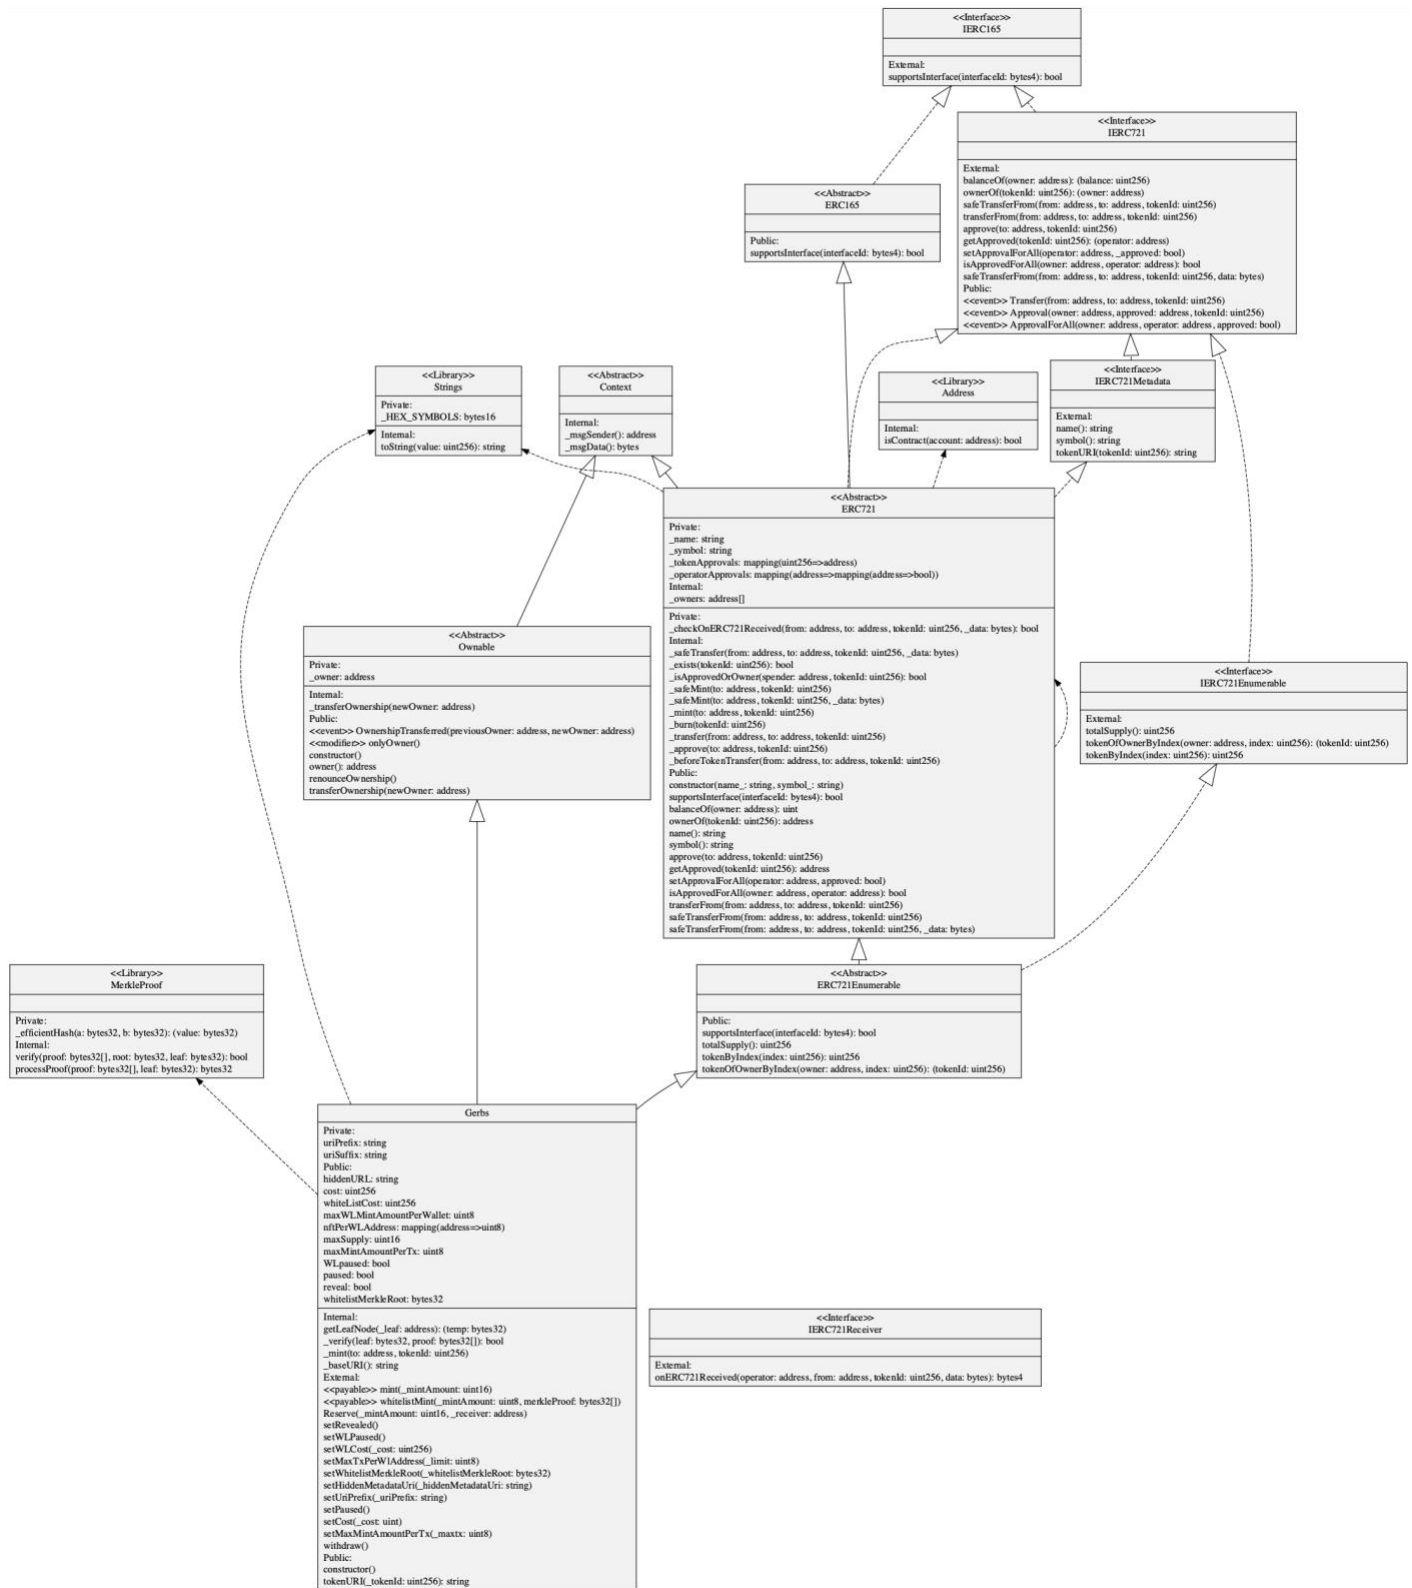 <<Interface>>
IERC165
External:
supportsInterface(interfaceId: bytes4): bool
<<Interface>>
IERC721
External:
balanceOf(owner: address): (balance: uint256)
ownerOf(tokenId: uint256): (owner: address)
safeTransferFrom(from: address, to: address, tokenId: uint256)
transferFrom(from: address, to: address, tokenId: uint256)
approve(to: address, tokenId: uint256)
getApproved(tokenId: uint256): (operator: address)
setApprovalForAll(operator: address, _approved: bool)
isApprovedForAll(owner: address, operator: address): bool
safeTransferFrom(from: address, to: address, tokenId: uint256, data: bytes)
Public:
<<event>> Transfer(from: address, to: address, tokenId: uint256)
<<event>> Approval(owner: address, approved: address, tokenId: uint256)
<<event>> ApprovalForAll(owner: address, operator: address, approved: bool)
<<Abstract>>
ERC165
Public:
supportsInterface(interfaceId: bytes4): bool
<<Library>>
Strings
Private:
_HEX_SYMBOLS: bytes16
Internal:
toString(value: uint256): string
<<Abstract>>
Context
Internal:
_msgSender(): address
_msgData(): bytes
<<Library>>
Address
Internal:
isContract(account: address): bool
<<Interface>>
IERC721Metadata
External:
name(): string
symbol(): string
tokenURI(tokenId: uint256): string
<<Abstract>>
ERC721
Private:
_name: string
_symbol: string
_tokenApprovals: mapping(uint256=>address)
_operatorApprovals: mapping(address=>mapping(address=>bool))
Internal:
_owners: address[]
Private:
_checkOnERC721Received(from: address, to: address, tokenId: uint256, _data: bytes): bool
Internal:
_safeTransfer(from: address, to: address, tokenId: uint256, _data: bytes)
_exists(tokenId: uint256): bool
_isApprovedOrOwner(spender: address, tokenId: uint256): bool
_safeMint(to: address, tokenId: uint256)
_safeMint(to: address, tokenId: uint256, _data: bytes)
_mint(to: address, tokenId: uint256)
_burn(tokenId: uint256)
_transfer(from: address, to: address, tokenId: uint256)
_approve(to: address, tokenId: uint256)
_beforeTokenTransfer(from: address, to: address, tokenId: uint256)
Public:
constructor(name_: string, symbol_: string)
supportsInterface(interfaceId: bytes4): bool
balanceOf(owner: address): uint
ownerOf(tokenId: uint256): address
name(): string
symbol(): string
approve(to: address, tokenId: uint256)
getApproved(tokenId: uint256): address
setApprovalForAll(operator: address, approved: bool)
isApprovedForAll(owner: address, operator: address): bool
transferFrom(from: address, to: address, tokenId: uint256)
safeTransferFrom(from: address, to: address, tokenId: uint256)
safeTransferFrom(from: address, to: address, tokenId: uint256, _data: bytes)
<<Abstract>>
Ownable
Private:
_owner: address
Internal:
_transferOwnership(newOwner: address)
Public:
<<event>> OwnershipTransferred(previousOwner: address, newOwner: address)
<<modifier>> onlyOwner()
constructor()
owner(): address
renounceOwnership()
transferOwnership(newOwner: address)
<<Interface>>
IERC721Enumerable
External:
totalSupply(): uint256
tokenOfOwnerByIndex(owner: address, index: uint256): (tokenId: uint256)
tokenByIndex(index: uint256): uint256
<<Library>>
MerkleProof
Private:
_efficientHash(a: bytes32, b: bytes32): (value: bytes32)
Internal:
verify(proof: bytes32[], root: bytes32, leaf: bytes32): bool
processProof(proof: bytes32[], leaf: bytes32): bytes32
<<Abstract>>
ERC721Enumerable
Public:
supportsInterface(interfaceId: bytes4): bool
totalSupply(): uint256
tokenByIndex(index: uint256): uint256
tokenOfOwnerByIndex(owner: address, index: uint256): (tokenId: uint256)
Gerbs
Private:
uriPrefix: string
uriSuffix: string
Public:
hiddenURL: string
cost: uint256
whiteListCost: uint256
maxWLMintAmountPerWallet: uint8
nftPerWLAddress: mapping(address=>uint8)
maxSupply: uint16
maxMintAmountPerTx: uint8
WLpaused: bool
paused: bool
reveal: bool
whitelistMerkleRoot: bytes32
Internal:
getLeafNode(_leaf: address): (temp: bytes32)
_verify(leaf: bytes32, proof: bytes32[]): bool
_mint(to: address, tokenId: uint256)
_baseURI(): string
External:
<<payable>> mint(_mintAmount: uint16)
<<payable>> whitelistMint(_mintAmount: uint8, merkleProof: bytes32[])
Reserve(_mintAmount: uint16, _receiver: address)
setRevealed()
setWLPaused()
setWLCost(_cost: uint256)
setMaxTxPerWlAddress(_limit: uint8)
setWhitelistMerkleRoot(_whitelistMerkleRoot: bytes32)
setHiddenMetadataUri(_hiddenMetadataUri: string)
setUriPrefix(_uriPrefix: string)
setPaused()
setCost(_cost: uint)
setMaxMintAmountPerTx(_maxtx: uint8)
withdraw()
Public:
constructor()
tokenURI(_tokenId: uint256): string
<<Interface>>
IERC721Receiver
External:
onERC721Received(operator: address, from: address, tokenId: uint256, data: bytes): bytes4